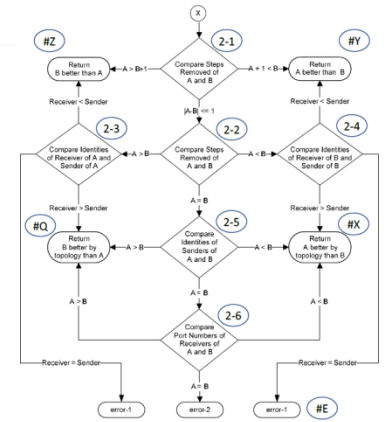 X
#Z
2-1
#Y
Return
B better than A
A > B+1
Compare Steps
Removed of
A and B
A + 1 < B
Return
A better than B
Receiver < Sender
|A-B| <= 1
Receiver < Sender
2-3
2-2
2-4
Compare Identities
of Receiver of A and
Sender of A
A > B
Compare Steps
Removed of
A and B
A < B
Compare Identities
of Receiver of B and
Sender of B
Receiver > Sender
A = B
Receiver > Sender
#Q
2-5
#X
Return
B better by
topology than A
A > B
Compare
Identities of
Senders of
A and B
A < B
Return
A better by
topology than B
A = B
A > B
2-6
A < B
Compare
Port Numbers of
Receivers of
A and B
Receiver = Sender
Receiver = Sender
A = B
error-1
error-2
error-1
#E